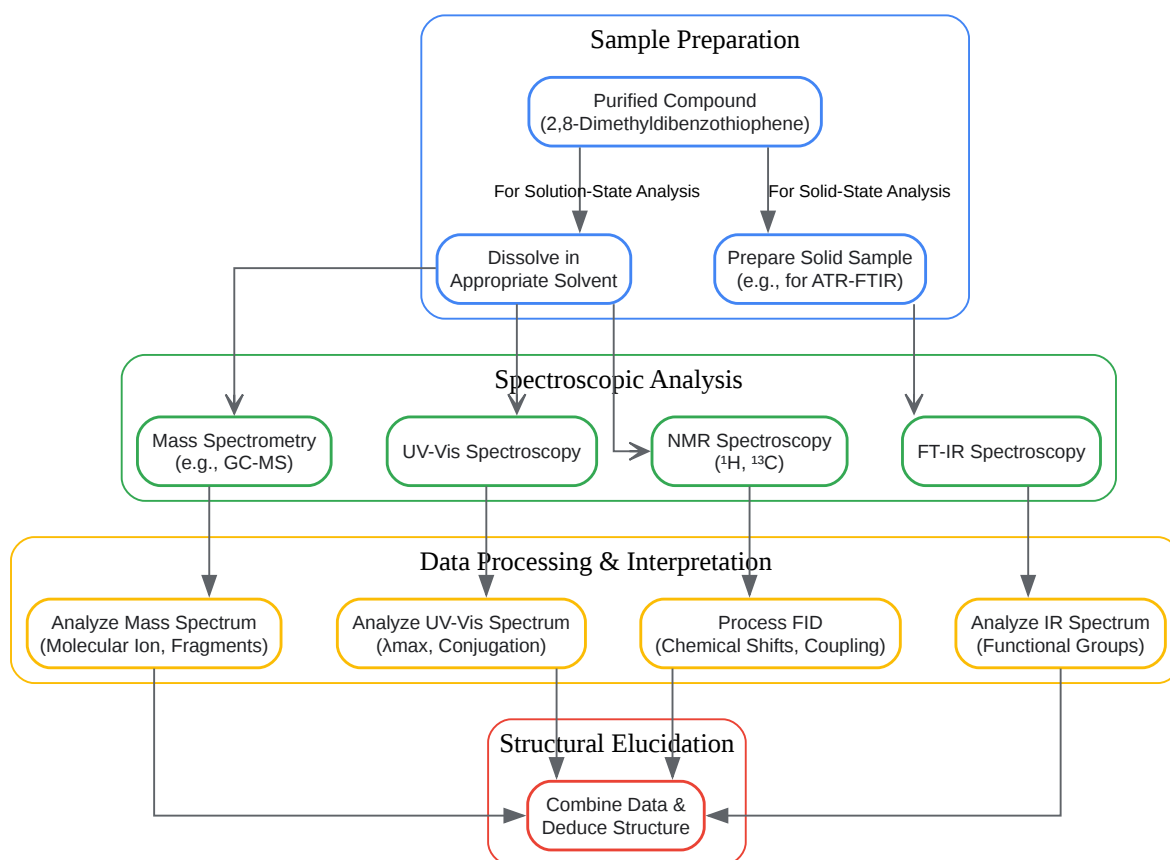 Sample Preparation
Purified Compound
(2,8-Dimethyldibenzothiophene)
For Solution-State Analysis
For Solid-State Analysis
Dissolve in
Appropriate Solvent
Prepare Solid Sample
(e.g., for ATR-FTIR)
Spectroscopic Analysis
Mass Spectrometry
(e.g., GC-MS)
UV-Vis Spectroscopy
NMR Spectroscopy
(¹H, ¹³C)
FT-IR Spectroscopy
Data Processing & Interpretation
Analyze Mass Spectrum
(Molecular Ion, Fragments)
Analyze UV-Vis Spectrum
(λmax, Conjugation)
Process FID
(Chemical Shifts, Coupling)
Analyze IR Spectrum
(Functional Groups)
Structural Elucidation
Combine Data &
Deduce Structure